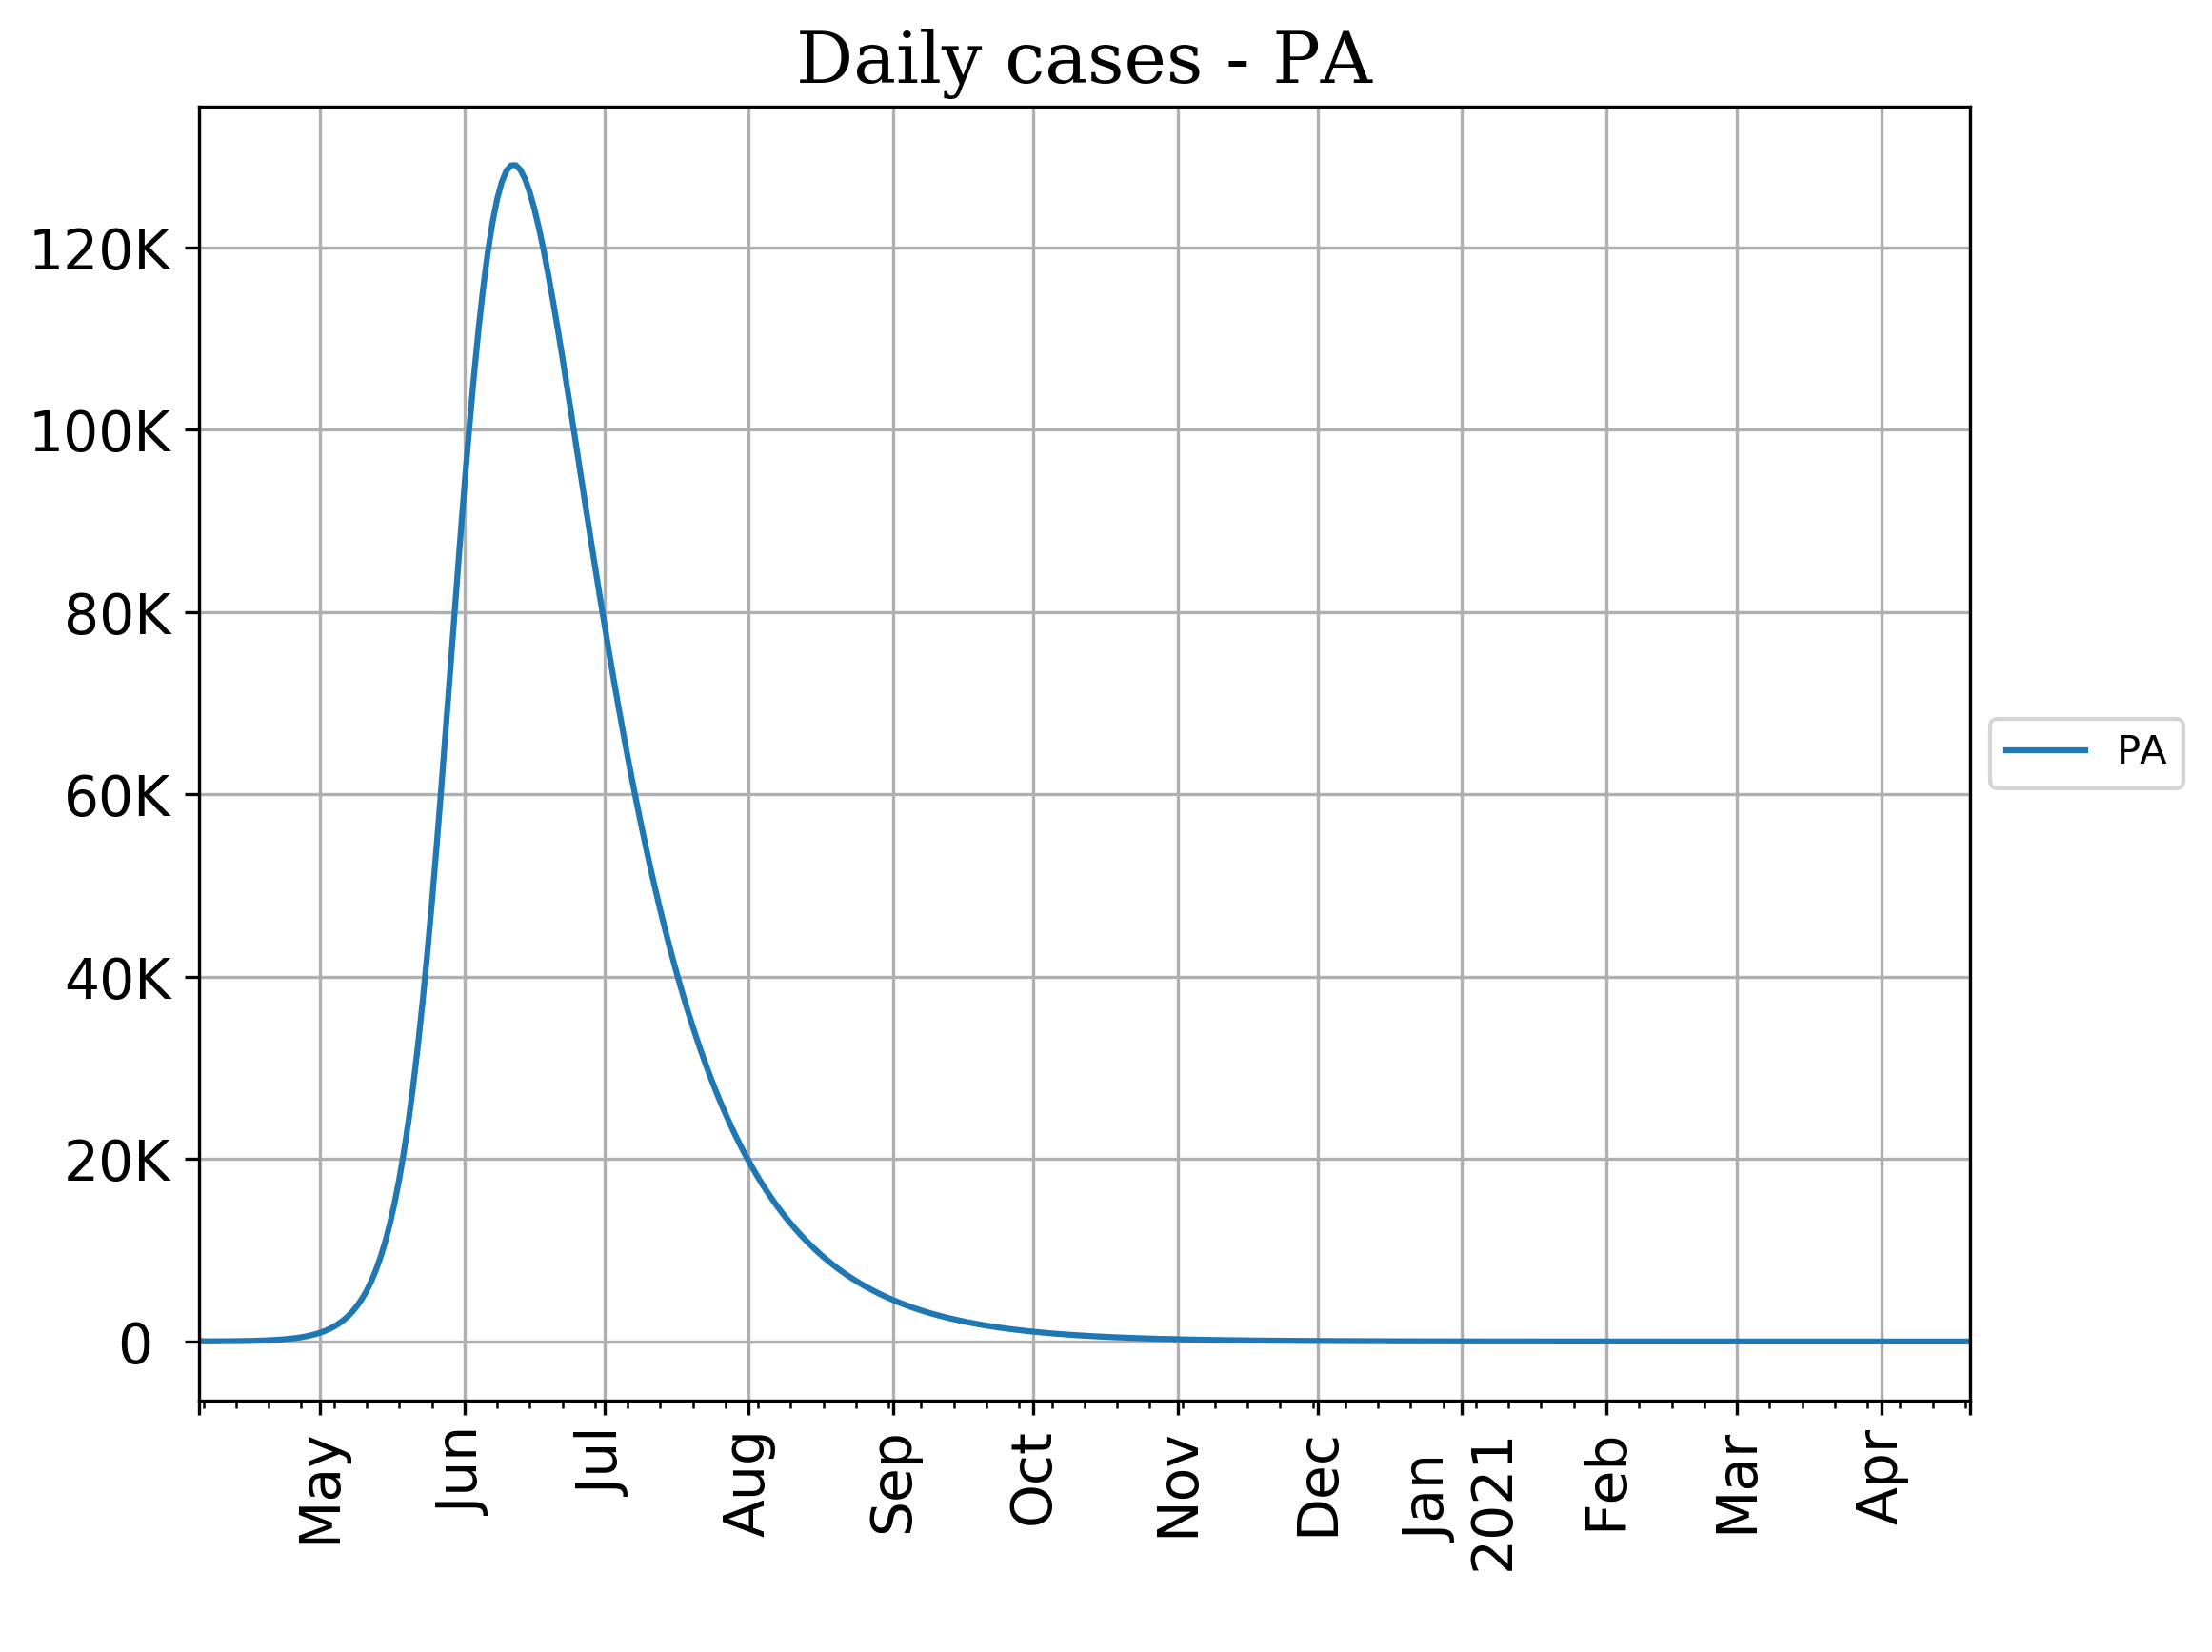 Daily cases - PA
120K
100K
80K
60K
40K
20K
0
PA
May
Jun
Jul
Aug
Sep
Oct
Nov
Dec
Jan
2021
Feb
Mar
Apr